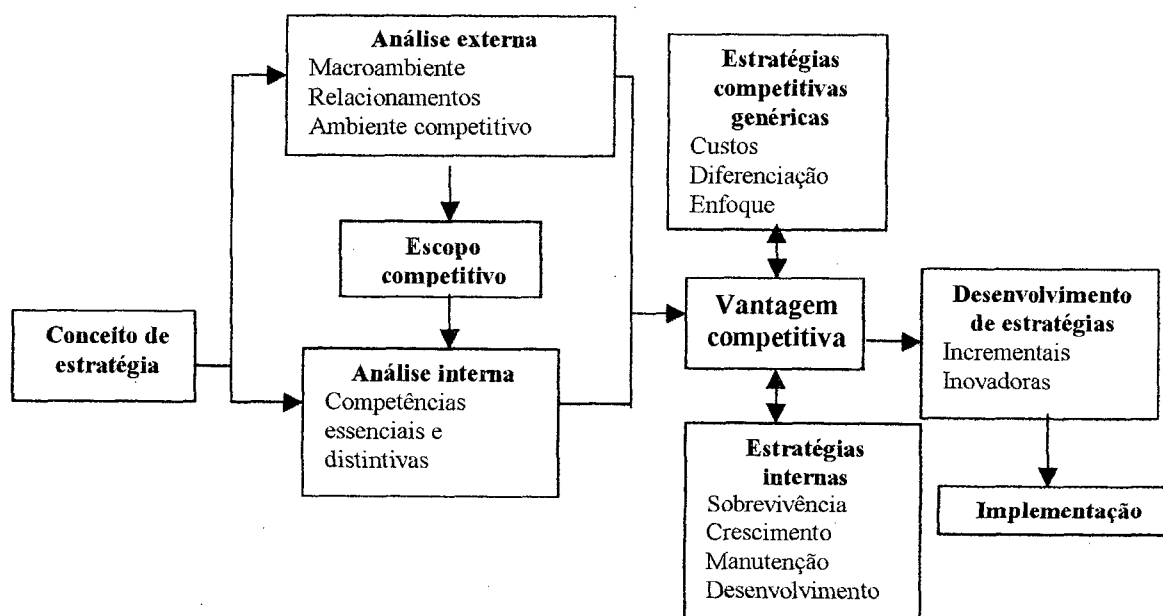 Conceito de
estratégia
Análise externa
Macroambiente
Relacionamentos
Ambiente competitivo
Escopo
competitivo
Análise interna
Competências
essenciais e
distintivas
Estratégias
competitivas
genéricas
Custos
Diferenciação
Enfoque
Vantagem
competitiva
Estratégias
internas
Sobrevivência
Crescimento
Manutenção
Desenvolvimento
Desenvolvimento
de estratégias
Incrementais
Inovadoras
Implementação